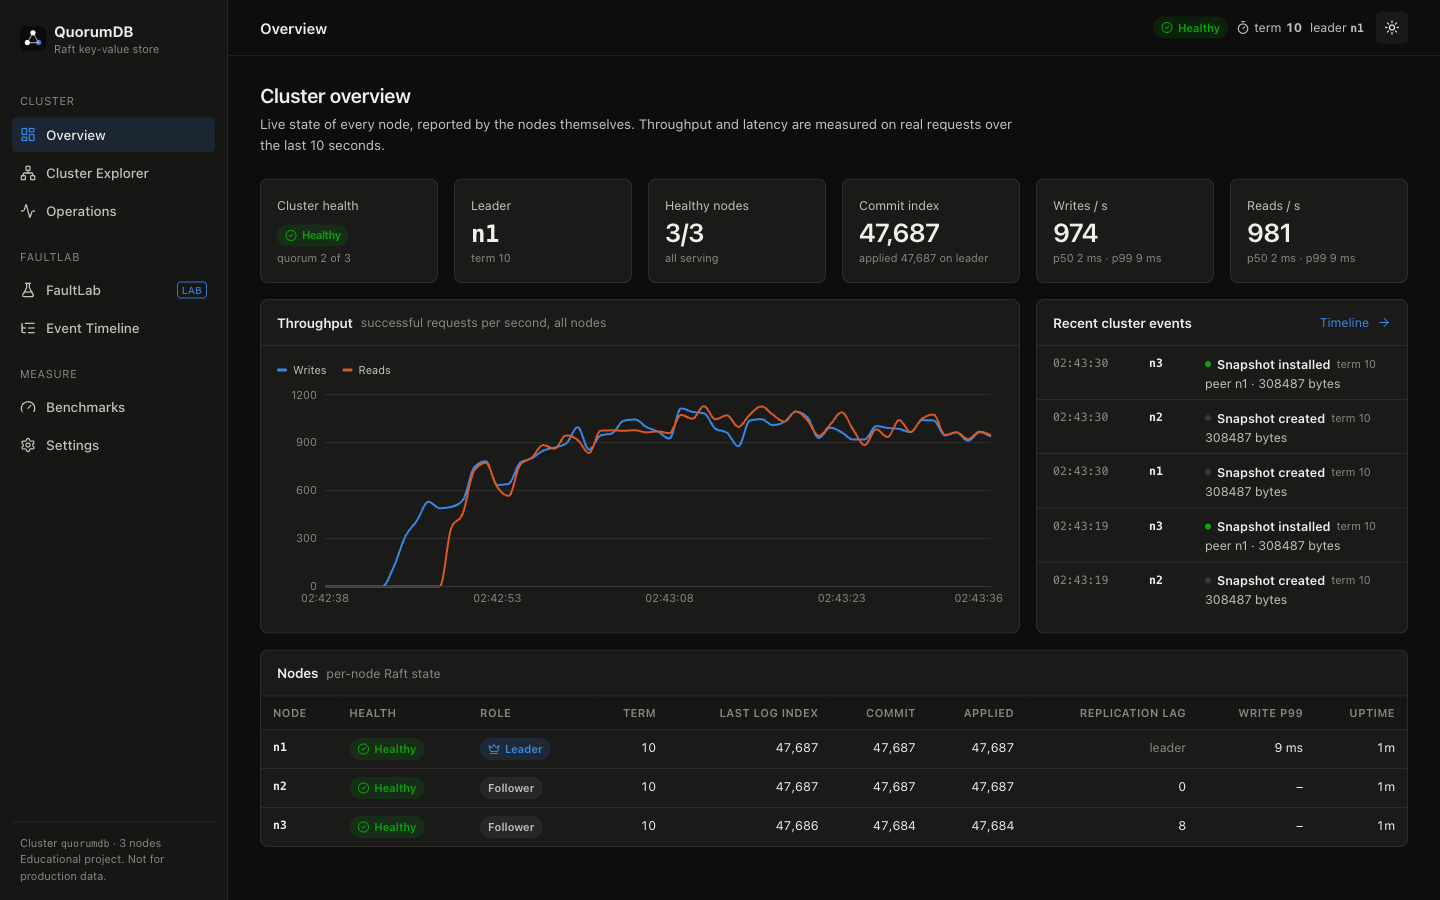 QuorumDB
Raft key-value store
CLUSTER
Overview
Cluster Explorer
Operations
FAULTLAB
FaultLab LAB
Event Timeline
MEASURE
Benchmarks
Settings
Cluster quorumdb · 3 nodes
Educational project. Not for
production data.
Overview
Healthy term 10 leader n1
Cluster overview
Live state of every node, reported by the nodes themselves. Throughput and latency are measured on real requests over
the last 10 seconds.
Cluster health
Healthy
quorum 2 of 3
Leader
n1
term 10
Healthy nodes
3/3
all serving
Commit index
47,687
applied 47,687 on leader
Writes / s
974
p50 2 ms · p99 9 ms
Reads / s
981
p50 2 ms · p99 9 ms
Throughput successful requests per second, all nodes
Writes Reads
1200
900
600
300
0
02:42:38 02:42:53 02:43:08 02:43:23 02:43:36
Recent cluster events Timeline →
02:43:30 n3 Snapshot installed term 10
peer n1 · 308487 bytes
02:43:30 n2 Snapshot created term 10
308487 bytes
02:43:30 n1 Snapshot created term 10
308487 bytes
02:43:19 n3 Snapshot installed term 10
peer n1 · 308487 bytes
02:43:19 n2 Snapshot created term 10
308487 bytes
Nodes per-node Raft state
NODE HEALTH ROLE TERM LAST LOG INDEX COMMIT APPLIED REPLICATION LAG WRITE P99 UPTIME
n1 Healthy Leader 10 47,687 47,687 47,687 leader 9 ms 1m
n2 Healthy Follower 10 47,687 47,687 47,687 0 – 1m
n3 Healthy Follower 10 47,686 47,684 47,684 8 – 1m